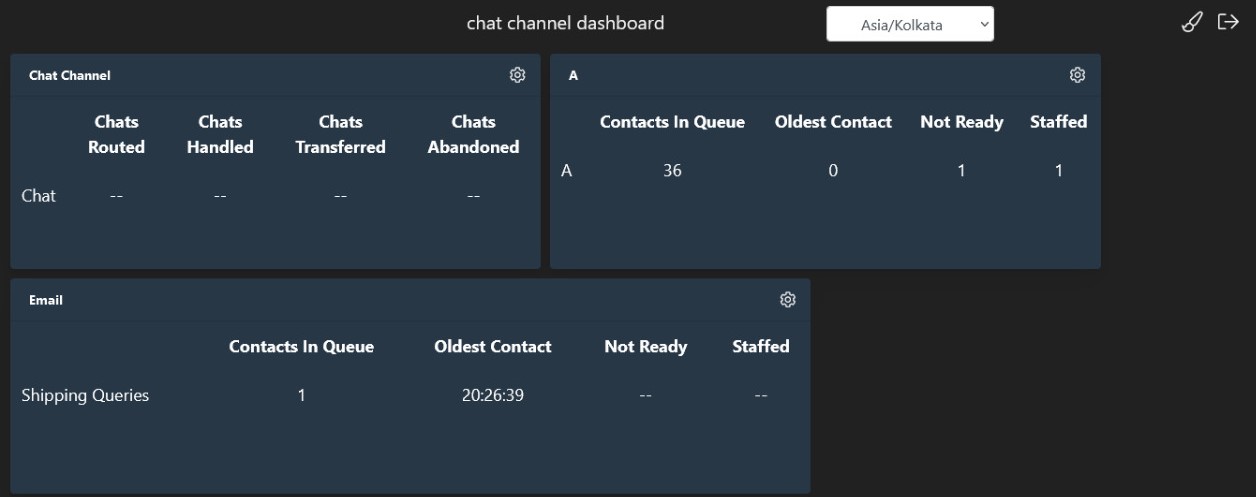 chat channel dashboard
Asia/Kolkata
Chat Channel
Chats Routed
Chats Handled
Chats Transferred
Chats Abandoned
Chat -- -- -- --
A
Contacts In Queue Oldest Contact Not Ready Staffed
A 36 0 1 1
Email
Contacts In Queue Oldest Contact Not Ready Staffed
Shipping Queries 1 20:26:39 -- --